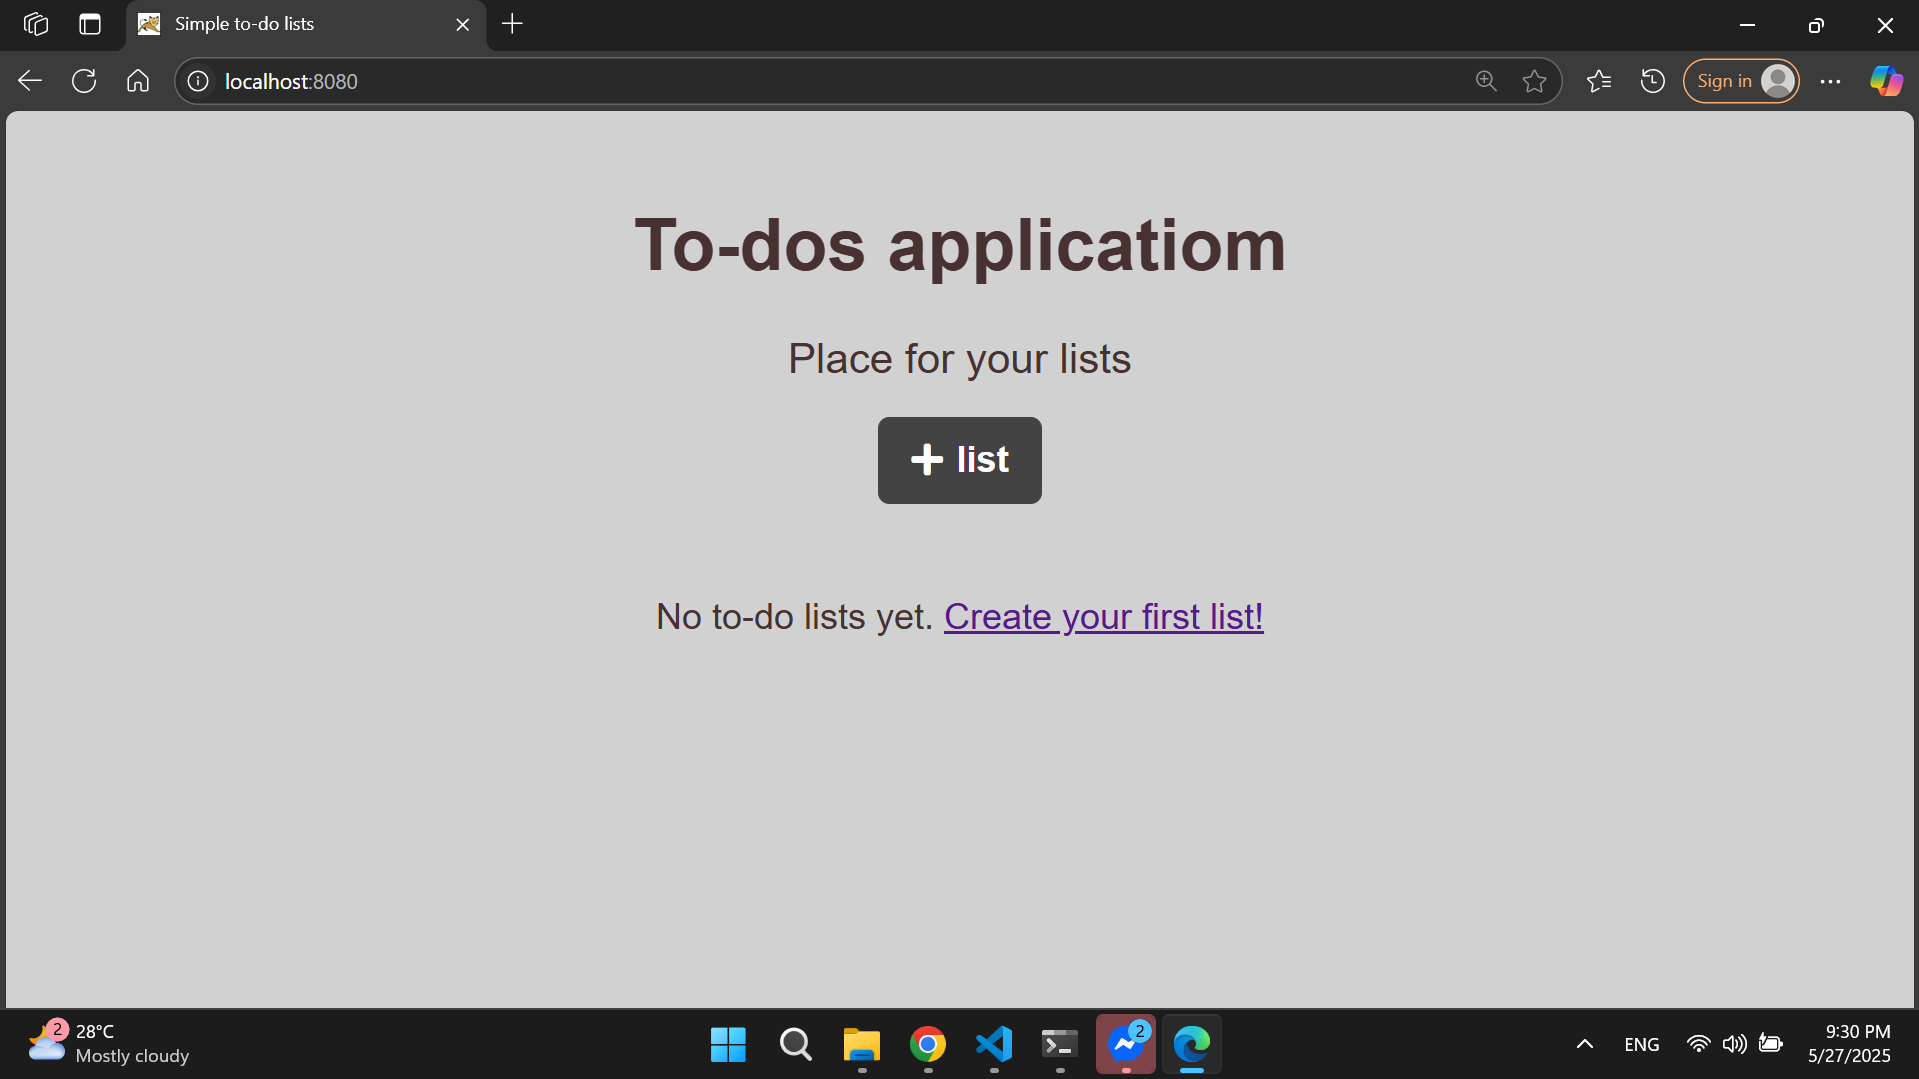 Simple to-do lists
localhost:8080
Sign in
To-dos applicatiom
Place for your lists
+ list
No to-do lists yet. Create your first list!
2
28°C
Mostly cloudy
2
ENG
9:30 PM
5/27/2025